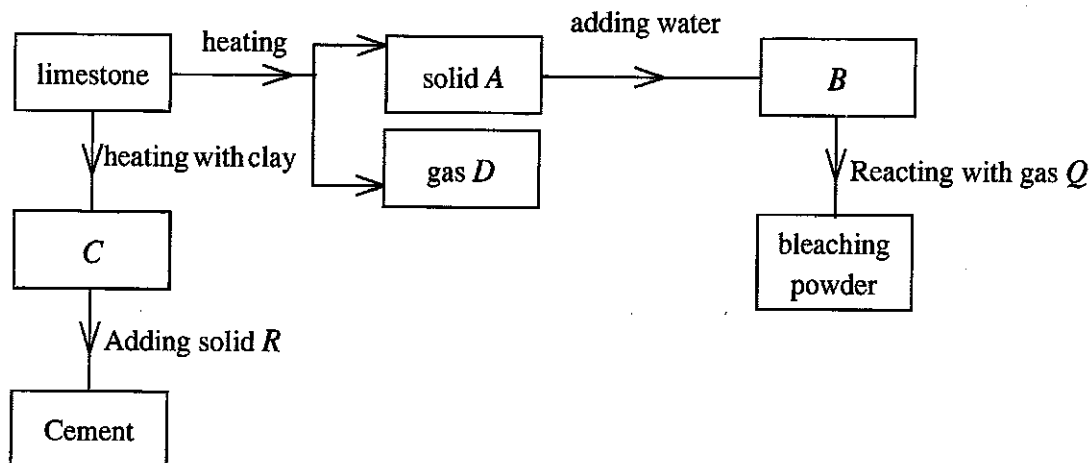 heating
adding water
limestone
solid A
B
heating with clay
gas D
Reacting with gas Q
C
bleaching
powder
Adding solid R
Cement